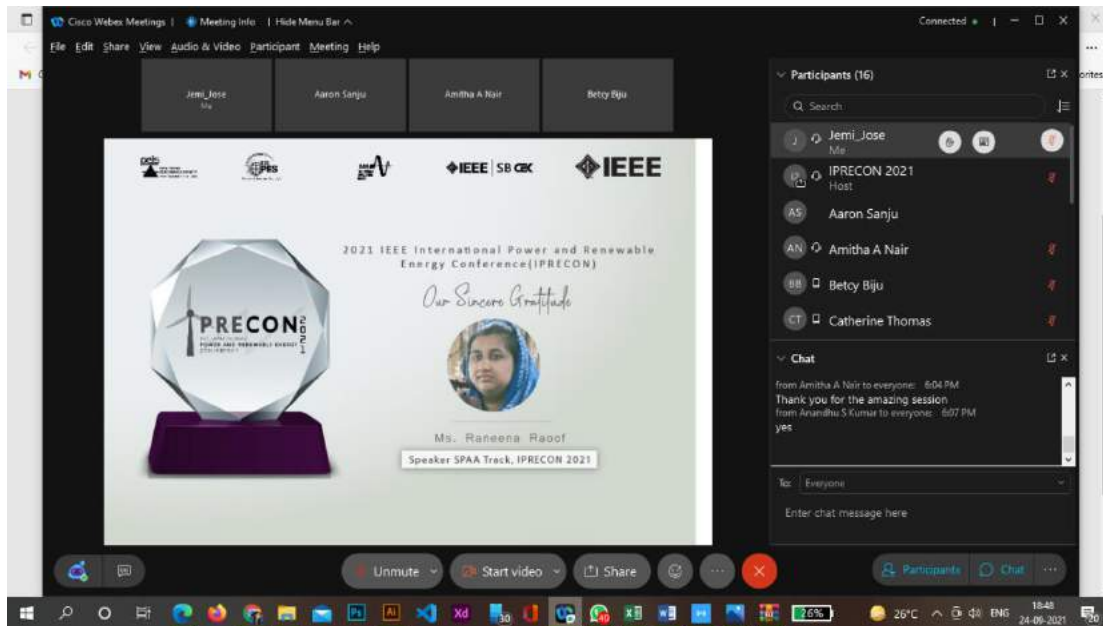 Cisco Webex Meetings | Meeting Info | Hide Menu Bar
Connected
File Edit Share View Audio & Video Participant Meeting Help
Jemi_Jose
Me
Aaron Sanju
Amitha A Nair
Betcy Biju
IEEE SB
IEEE
2021 IEEE International Power and Renewable
Energy Conference(IPRECON)
Our Sincere Gratitude
PRECON
2021
POWER AND RENEWABLE ENERGY
Ms. Raneena Raoof
Speaker SPAA Track, IPRECON 2021
Participants (16)
Search
J
Jemi_Jose
Me
IPRECON 2021
Host
AS
Aaron Sanju
AN
Amitha A Nair
BB
Betcy Biju
CT
Catherine Thomas
Chat
from Amitha A Nair to everyone: 6:04 PM
Thank you for the amazing session
from Anandhu S Kumar to everyone: 6:07 PM
yes
To: Everyone
Enter chat message here
Unmute
Start video
Share
Participants
Chat
26%
26°C
ENG
18:48
24-09-2021